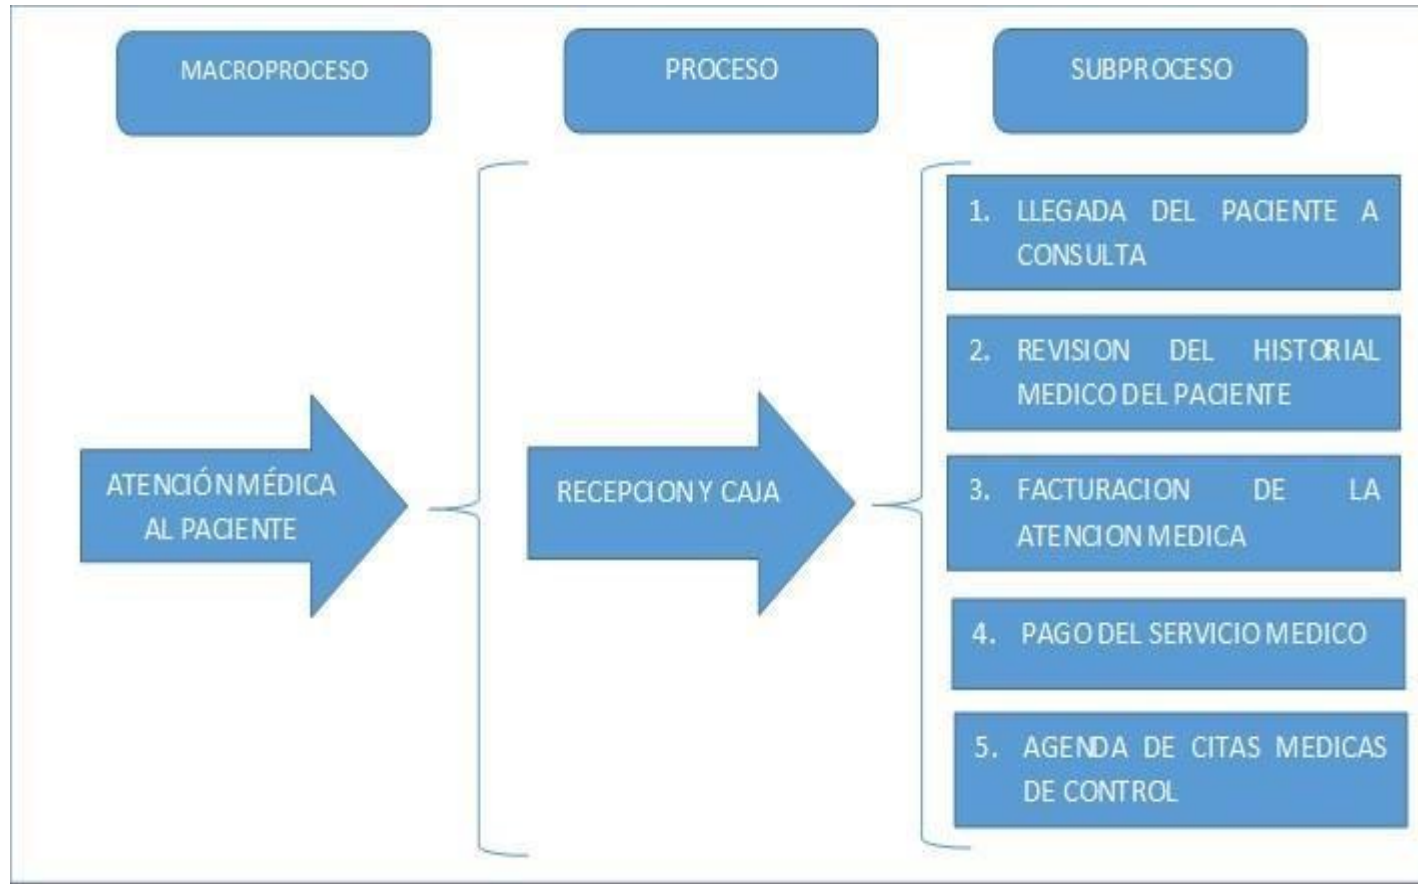 MACROPROCESO
PROCESO
SUBPROCESO
ATENCIÓN MÉDICA
AL PACIENTE
RECEPCION Y CAJA
1. LLEGADA DEL PACIENTE A
CONSULTA
2. REVISION DEL HISTORIAL
MEDICO DEL PACIENTE
3. FACTURACION DE LA
ATENCION MEDICA
4. PAGO DEL SERVICIO MEDICO
5. AGENDA DE CITAS MEDICAS
DE CONTROL